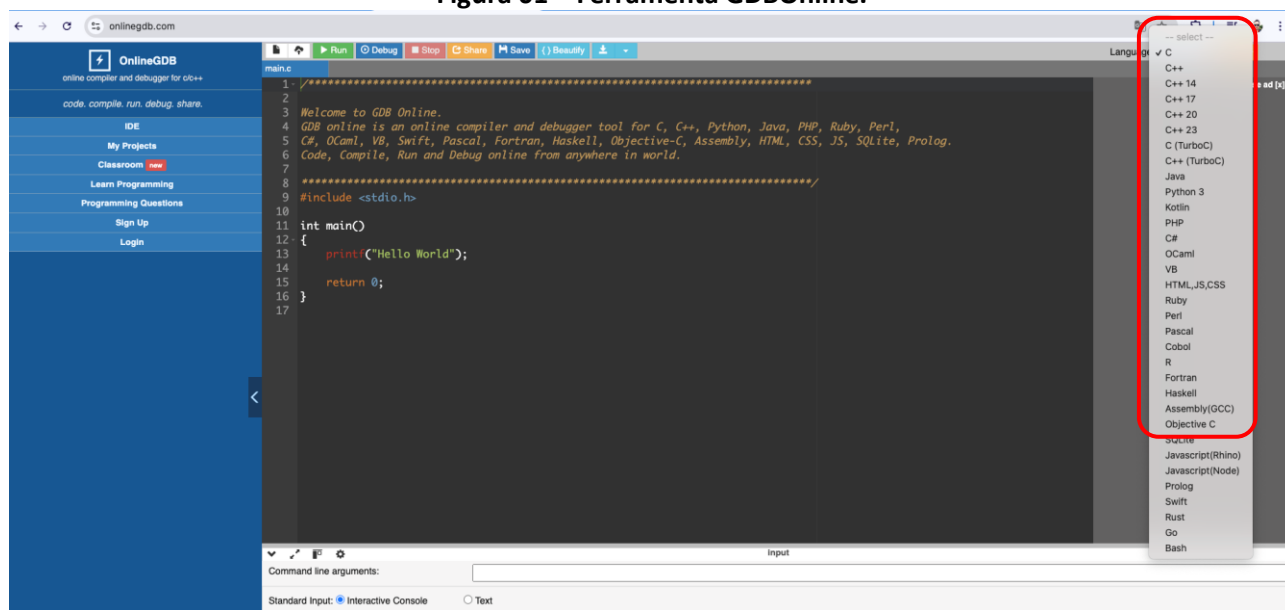 Figura 01 – Ferramenta GDBOnline.
onlinegdb.com
OnlineGDB
online compiler and debugger for c/c++
code. compile. run. debug. share.
IDE
My Projects
Classroom new
Learn Programming
Programming Questions
Sign Up
Login
Run Debug Stop Share Save { } Beautify
Language
main.c
1 /******************************************************************************
2
3 Welcome to GDB Online.
4 GDB online is an online compiler and debugger tool for C, C++, Python, Java, PHP, Ruby, Perl,
5 C#, OCaml, VB, Swift, Pascal, Fortran, Haskell, Objective-C, Assembly, HTML, CSS, JS, SQLite, Prolog.
6 Code, Compile, Run and Debug online from anywhere in world.
7
8 *******************************************************************************/
9 #include <stdio.h>
10
11 int main()
12 {
13 printf("Hello World");
14
15 return 0;
16 }
17
input
Command line arguments:
Standard Input: Interactive Console Text
-- select --
✓ C
C++
C++ 14
C++ 17
C++ 20
C++ 23
C (TurboC)
C++ (TurboC)
Java
Python 3
Kotlin
PHP
C#
OCaml
VB
HTML,JS,CSS
Ruby
Perl
Pascal
Cobol
R
Fortran
Haskell
Assembly(GCC)
Objective C
SQLite
Javascript(Rhino)
Javascript(Node)
Prolog
Swift
Rust
Go
Bash
ad [x]